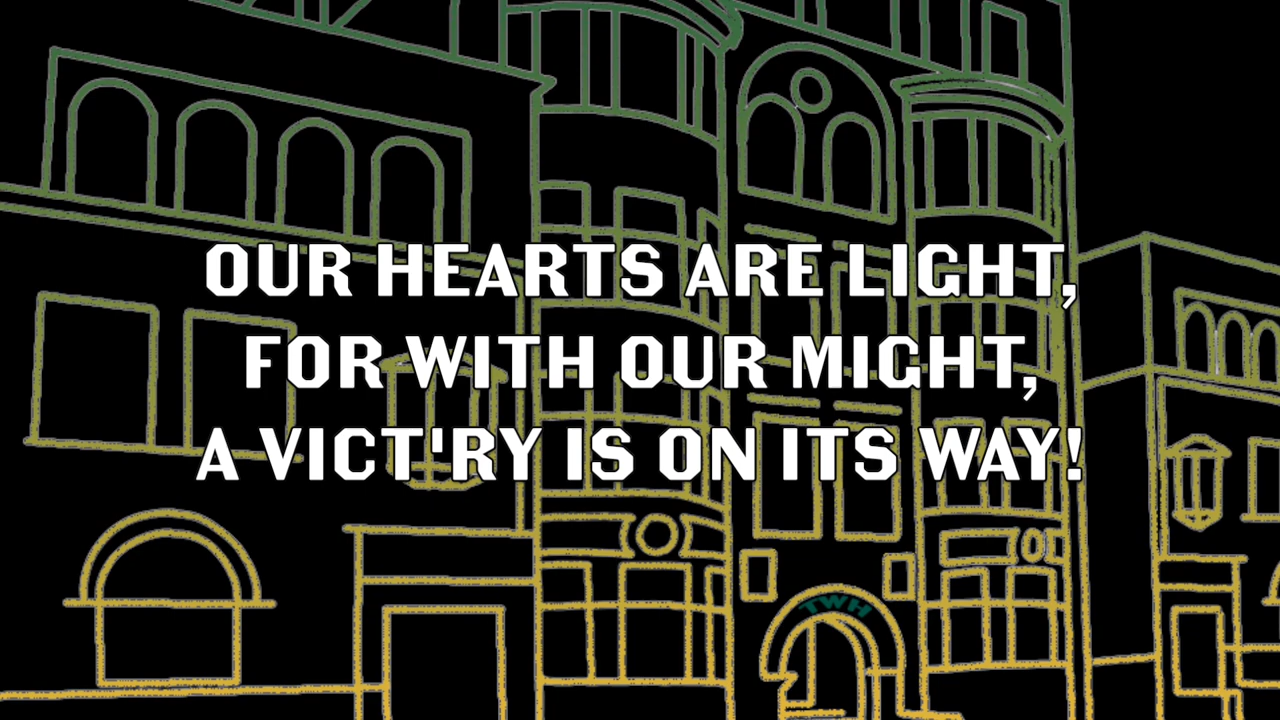 OUR HEARTS ARE LIGHT,
FOR WITH OUR MIGHT,
A VICT'RY IS ON ITS WAY!
TWH